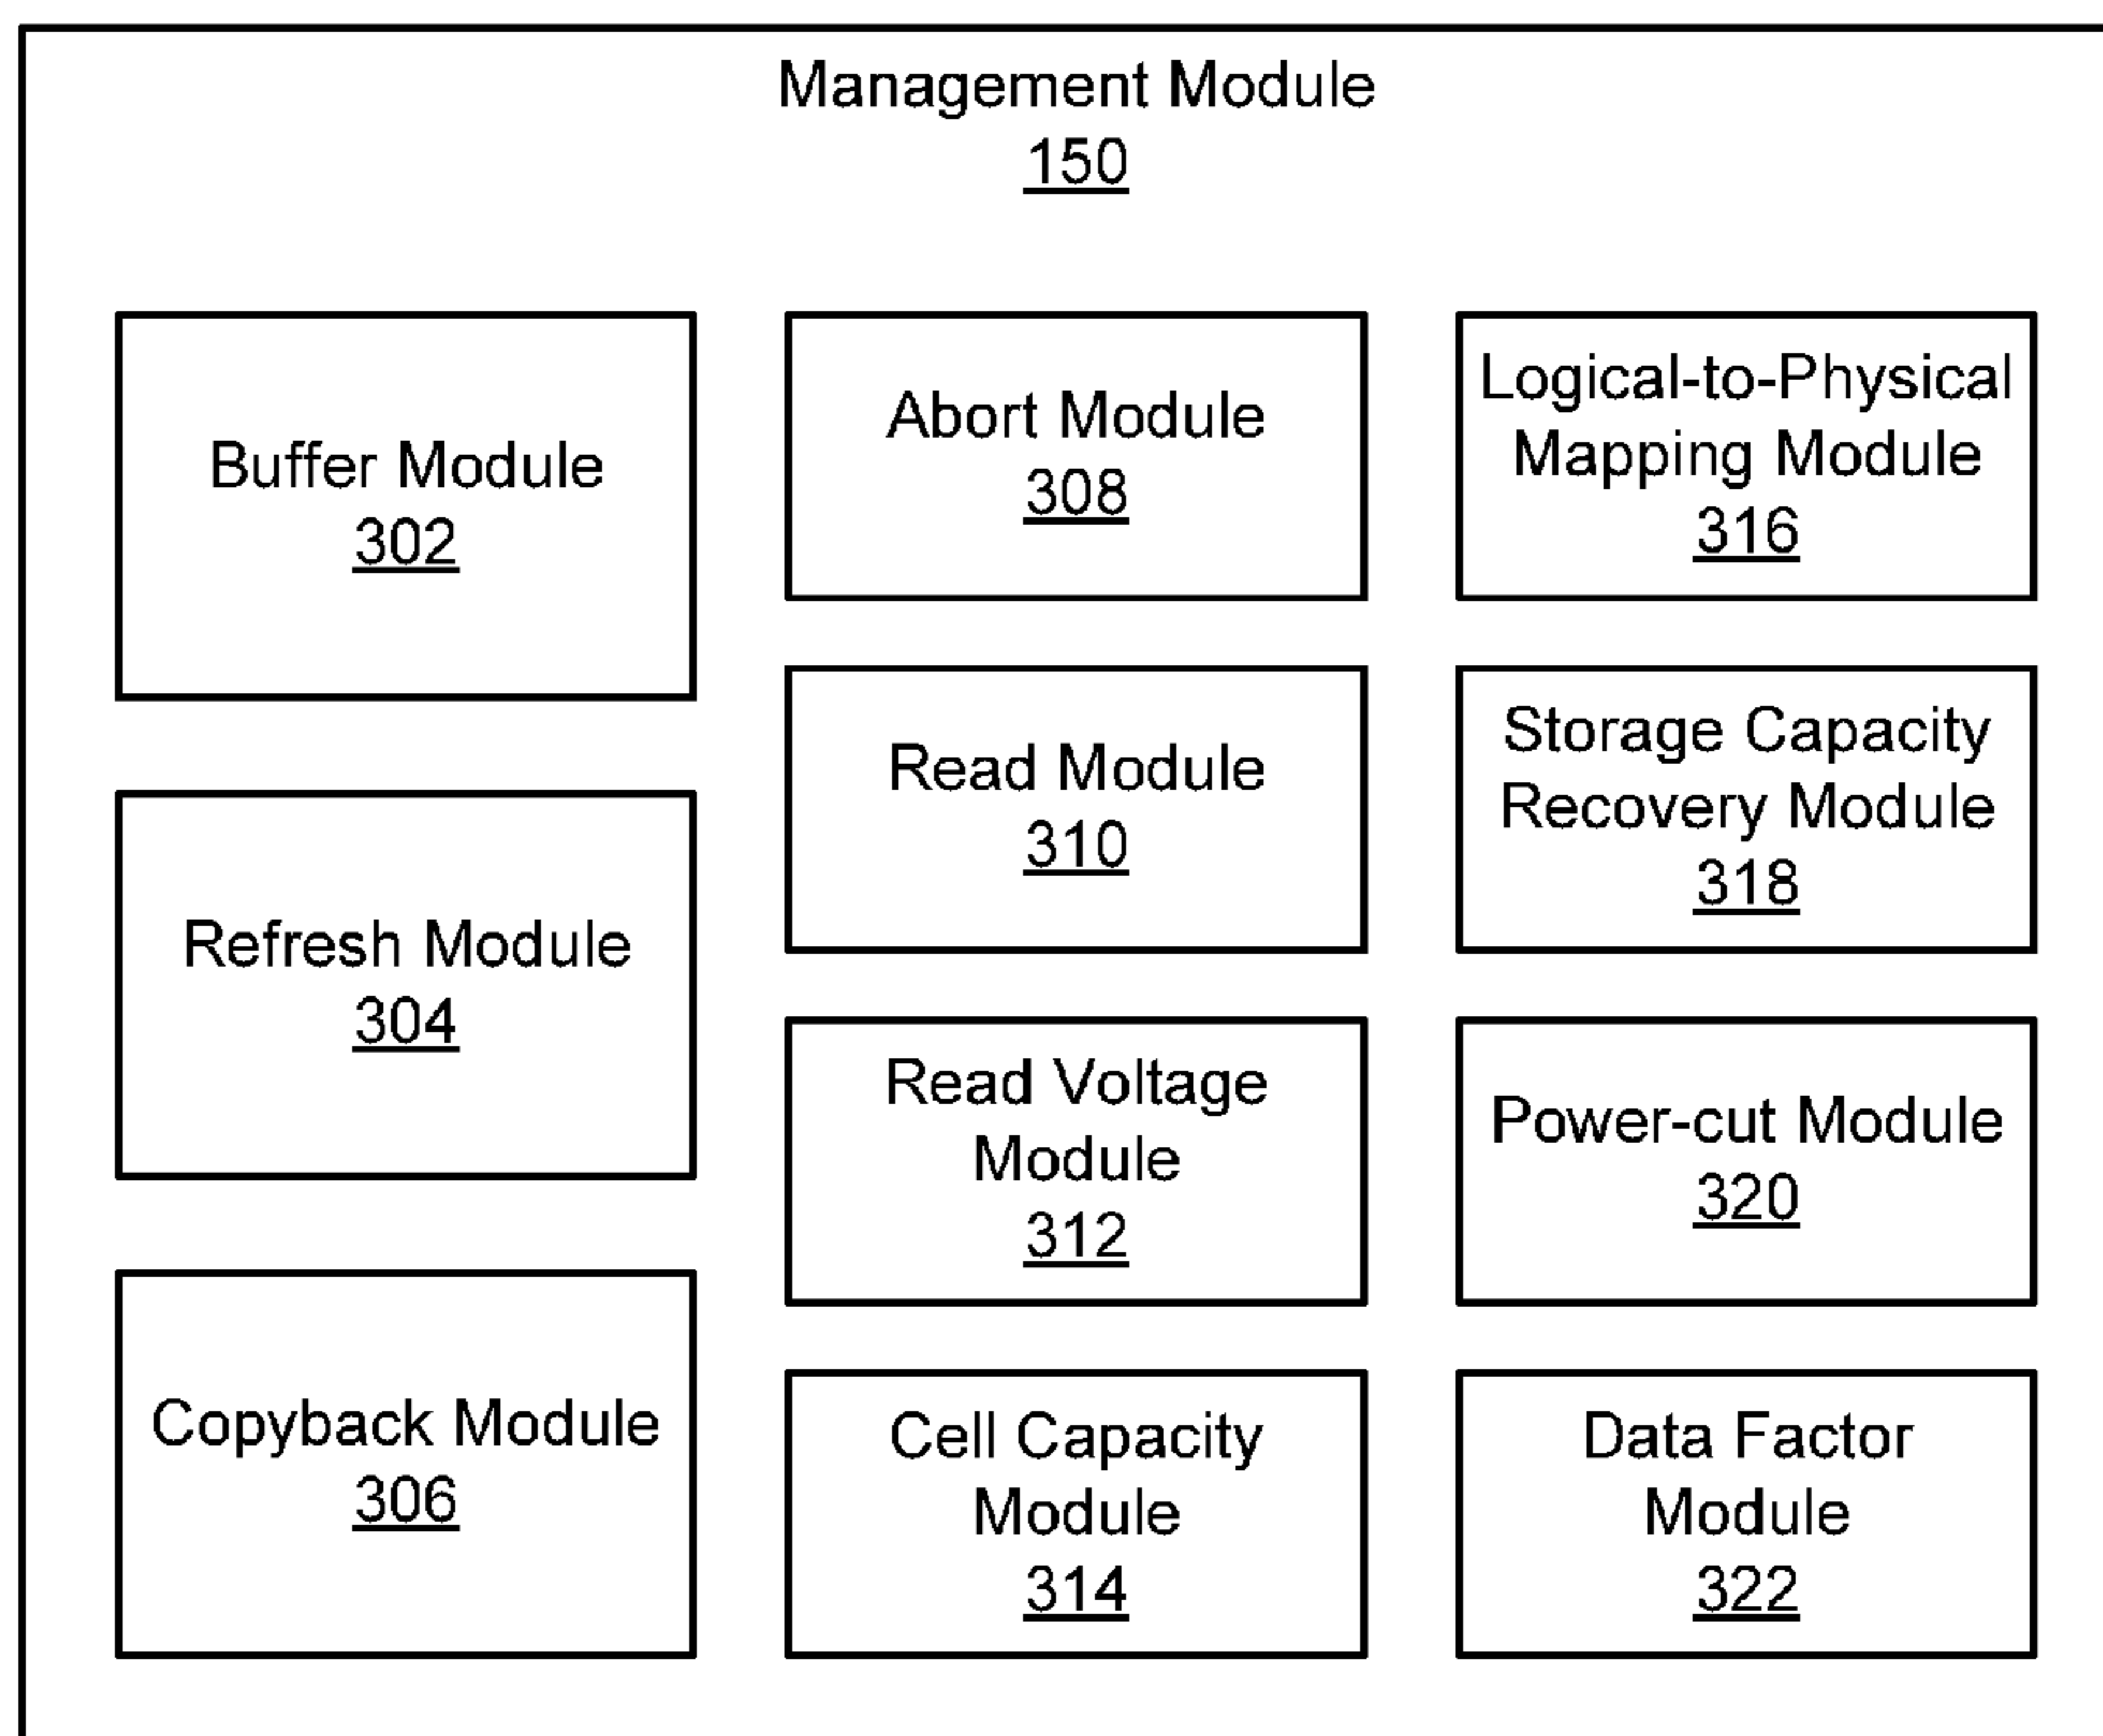 Management Module
150
Buffer Module
302
Refresh Module
304
Copyback Module
306
Abort Module
308
Read Module
310
Read Voltage
Module
312
Cell Capacity
Module
314
Logical-to-Physical
Mapping Module
316
Storage Capacity
Recovery Module
318
Power-cut Module
320
Data Factor
Module
322